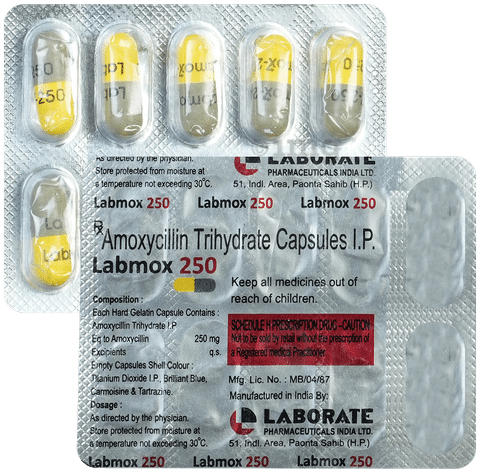 50
-250
Lab
Labmox
As directed by the physician.
Store protected from moisture at
a temperature not exceeding 30°C.
LABORATE
PHARMACEUTICALS INDIA LTD.
51, Indl. Area, Paonta Sahib (H.P.)
Labmox 250 Labmox 250 Labmox 250
Rx
Amoxycillin Trihydrate Capsules I.P.
Labmox 250
Keep all medicines out of
reach of children.
Composition :
Each Hard Gelatin Capsule Contains :
Amoxycillin Trihydrate I.P
Eq to Amoxycillin 250 mg
Excipients q.s.
Empty Capsules Shell Colour :
Titanium Dioxide I.P., Brilliant Blue,
Carmoisine & Tartrazine.
Dosage :
As directed by the physician.
Store protected from moisture at
a temperature not exceeding 30°C.
SCHEDULE H PRESCRIPTION DRUG -CAUTION
Not to be sold by retail without the prescription of
a Registered medical Practitioner.
Mfg. Lic. No. : MB/04/87
Manufactured in India By:
LABORATE
PHARMACEUTICALS INDIA LTD.
51, Indl. Area, Paonta Sahib (H.P.)
Labmox 250 Labmox 250 Labmox 250